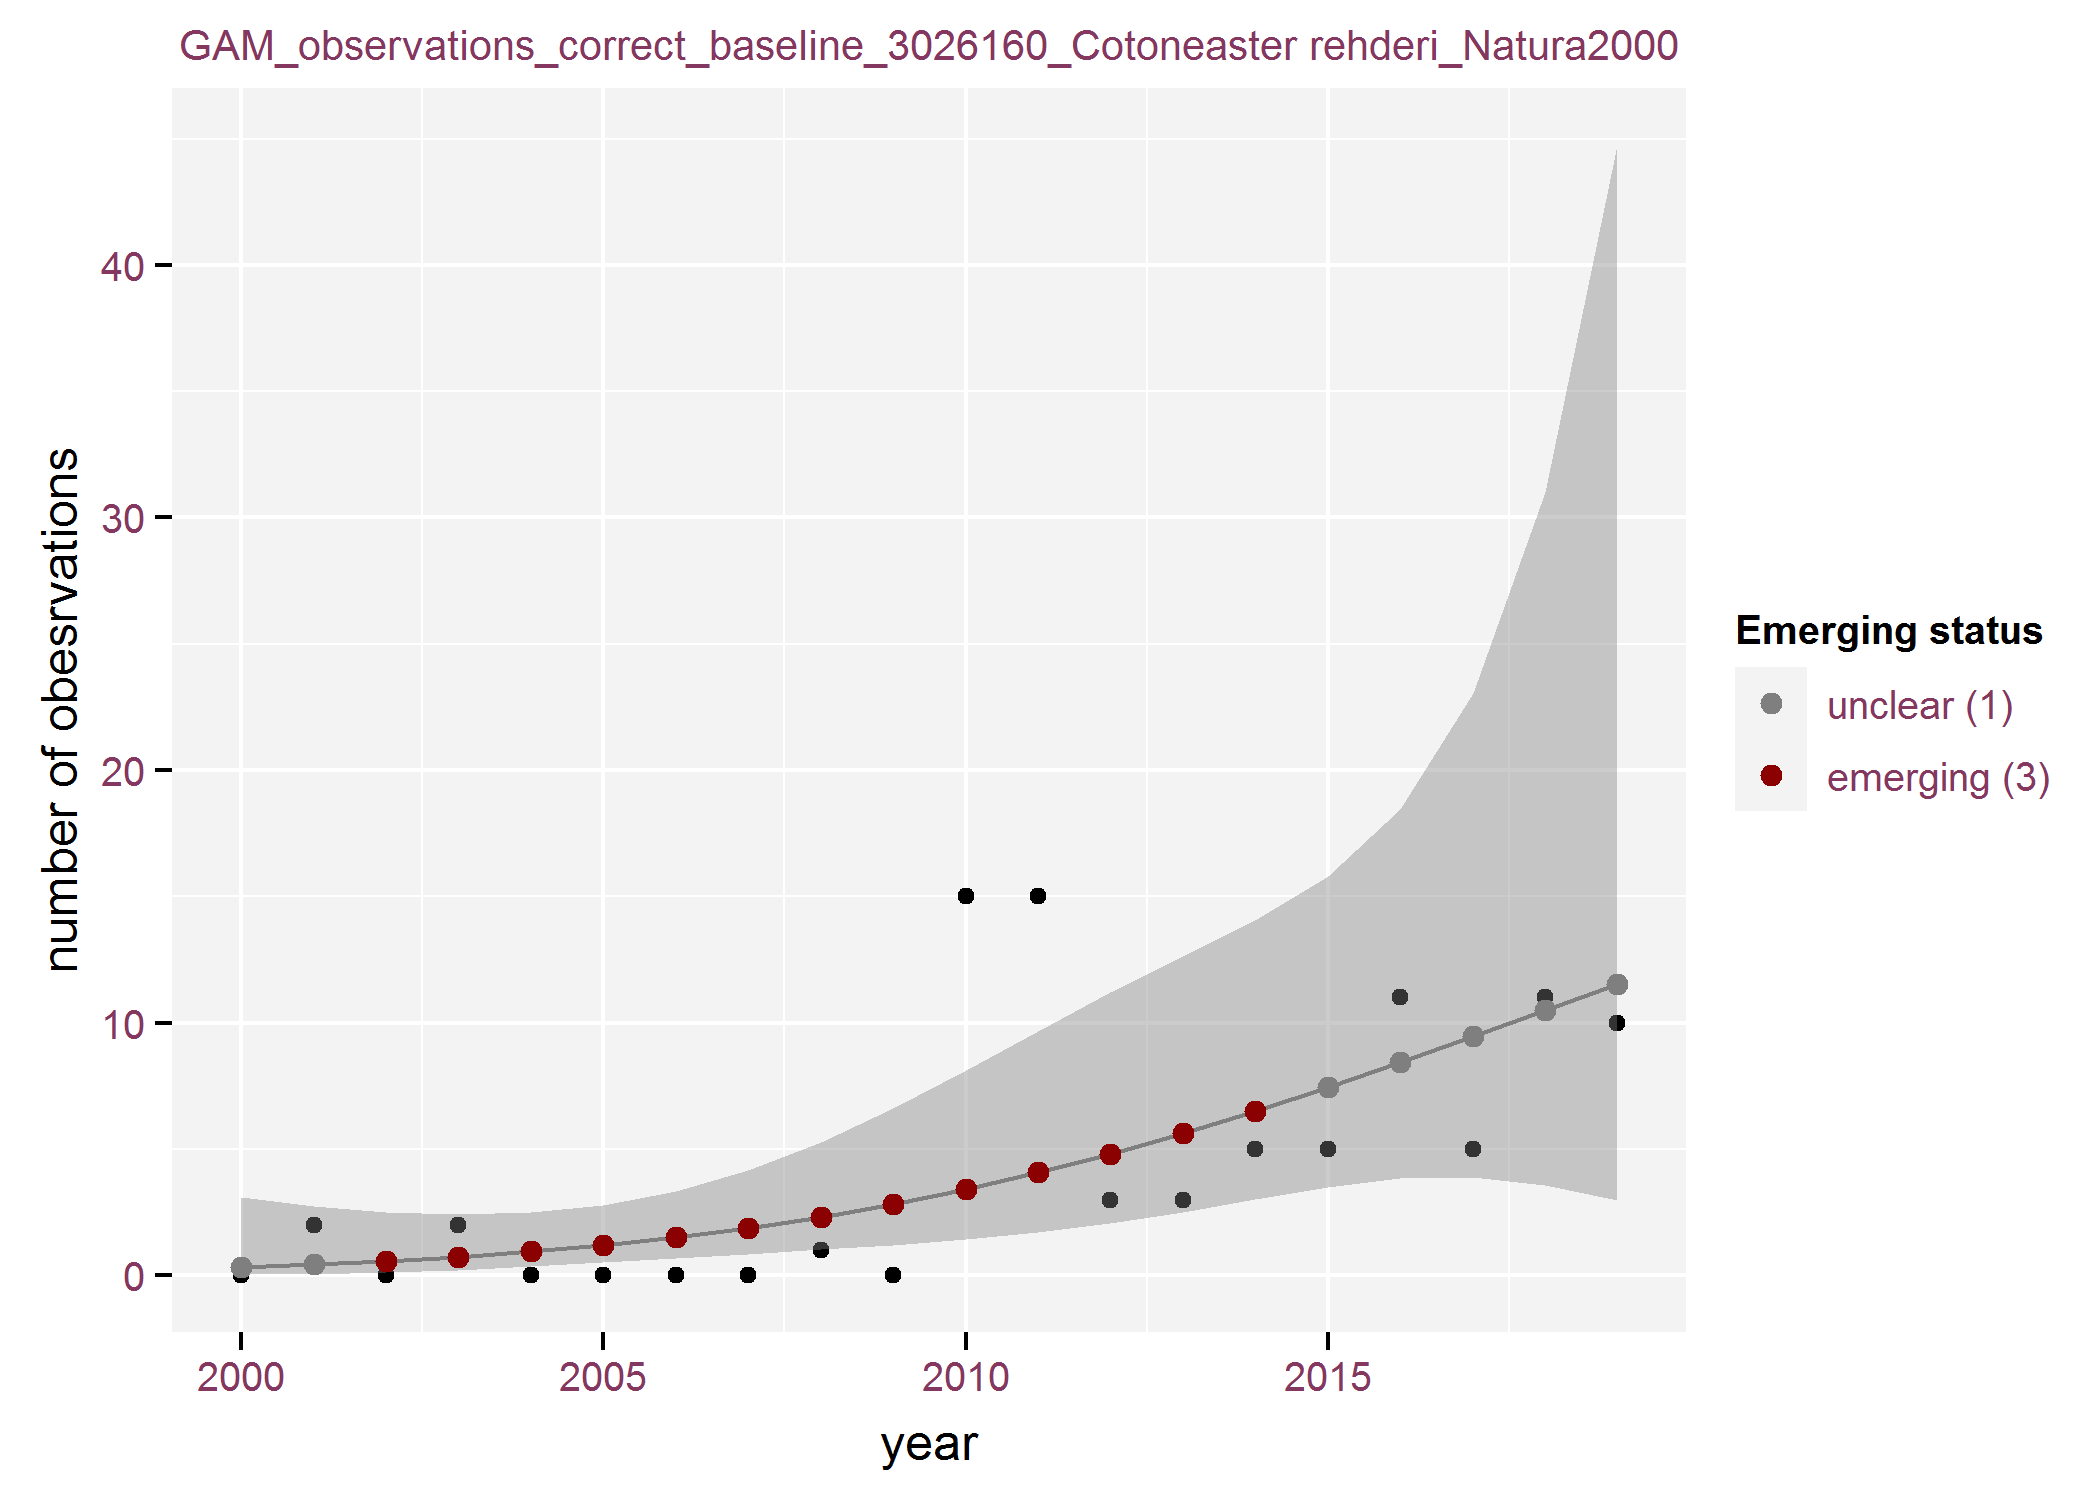 GAM_observations_correct_baseline_3026160_Cotoneaster rehderi_Natura2000
number of obesrvations
40
30
20
10
0
2000 2005 2010 2015
year
Emerging status
unclear (1)
emerging (3)